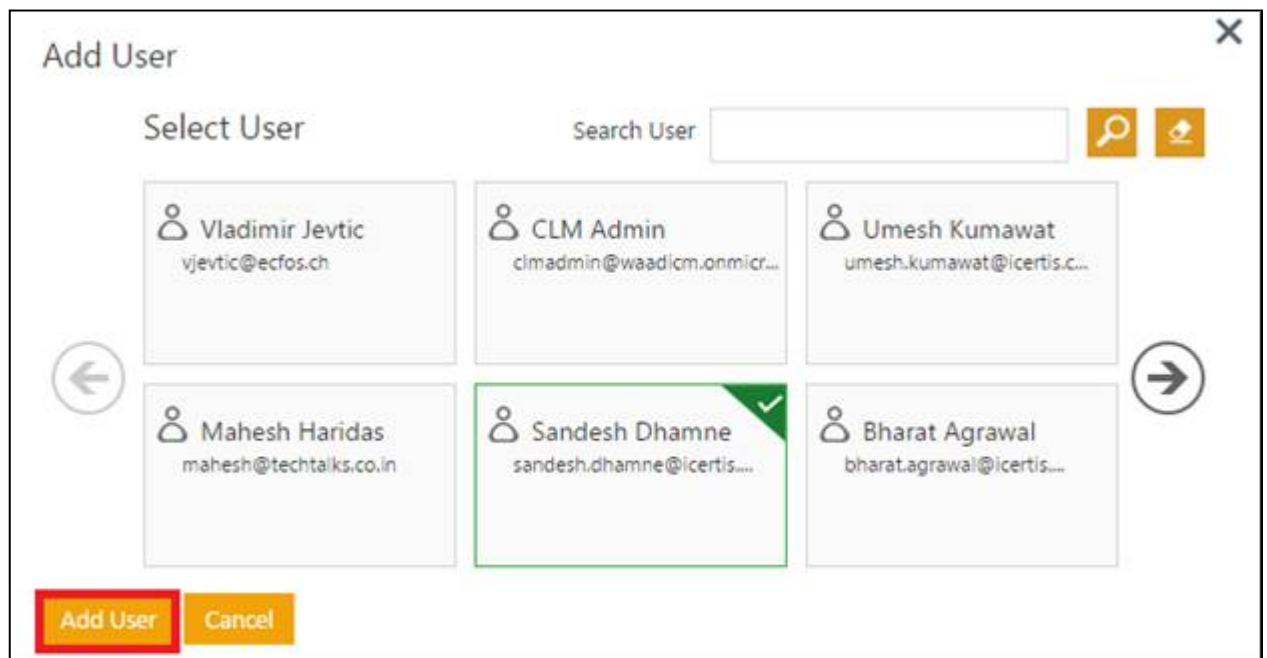 Add User
Select User
Search User
Vladimir Jevtic
vjevtic@ecfos.ch
CLM Admin
clmadmin@waadicm.onmicr...
Umesh Kumawat
umesh.kumawat@icertis.c...
Mahesh Haridas
mahesh@techtalks.co.in
Sandesh Dhamne
sandesh.dhamne@icertis....
Bharat Agrawal
bharat.agrawal@icertis....
Add User
Cancel